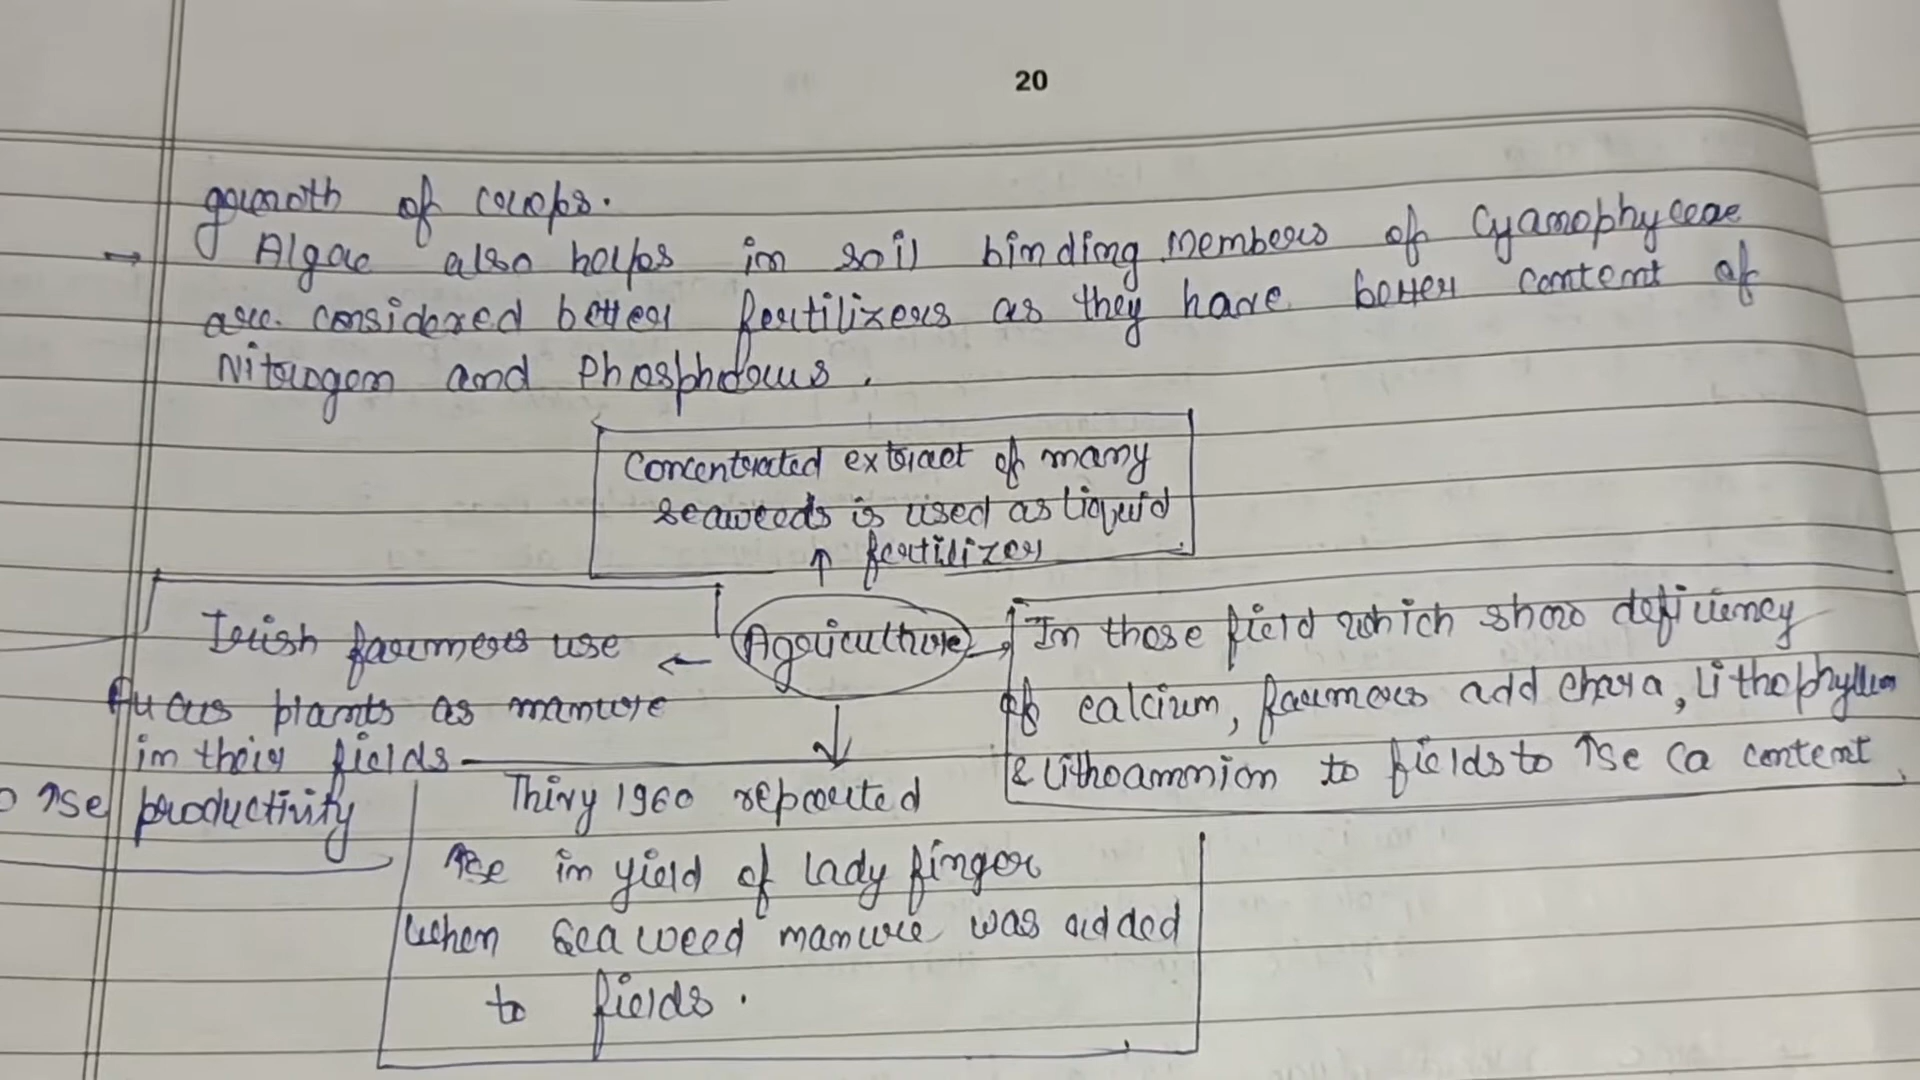 20
growth of crops.
→ Algae also helps in soil binding members of Cyanophyceae
are considered better fertilizers as they have better content of
Nitrogen and Phosphorus.
Concentrated extract of many
seaweeds is used as liquid
↑ fertilizer
Irish farmers use ←
fucus plants as manure
in their fields
↑se productivity
Agriculture →
In those field which show deficiency
of calcium, farmers add chara, Lithophyllum
& Lithoamnion to fields to ↑se Ca content
↓
Thivy 1960 reported
↑se in yield of lady finger
when sea weed manure was added
to fields.